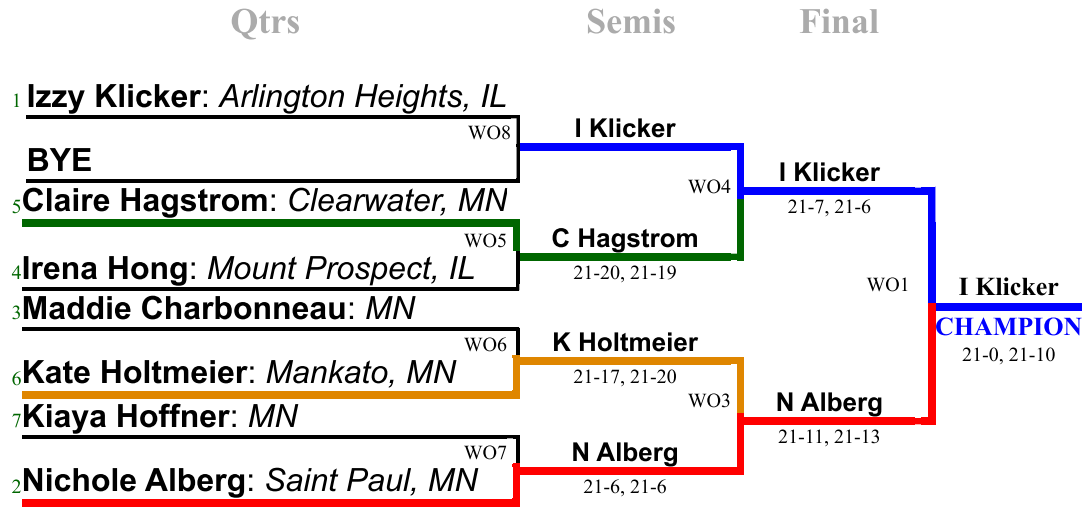 Qtrs Semis Final
1 Izzy Klicker: Arlington Heights, IL
WO8
I Klicker
BYE
5 Claire Hagstrom: Clearwater, MN
WO4
I Klicker
21-7, 21-6
WO5
C Hagstrom
21-20, 21-19
4 Irena Hong: Mount Prospect, IL
3 Maddie Charbonneau: MN
WO1
I Klicker
CHAMPION
21-0, 21-10
WO6
K Holtmeier
21-17, 21-20
6 Kate Holtmeier: Mankato, MN
7 Kiaya Hoffner: MN
WO3
N Alberg
21-11, 21-13
WO7
N Alberg
21-6, 21-6
2 Nichole Alberg: Saint Paul, MN